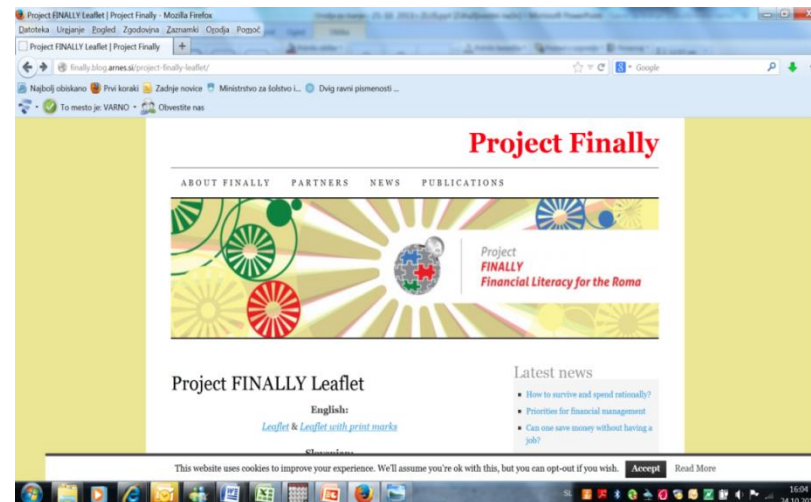 Project FINALLY Leaflet | Project Finally - Mozilla Firefox
Datoteka Urejanje Pogled Zgodovina Zaznamki Orodja Pomoč
Project FINALLY Leaflet | Project Finally
finally.blog.arnes.si/project-finally-leaflet/
Google
Najbolj obiskano Prvi koraki Zadnje novice Ministrstvo za šolstvo i... Dvig ravni pismenosti ...
To mesto je: VARNO Obvestite nas
Project Finally
ABOUT FINALLY PARTNERS NEWS PUBLICATIONS
Project
FINALLY
Financial Literacy for the Roma
Project FINALLY Leaflet
English:
Leaflet & Leaflet with print marks
Slovenian:
Latest news
How to survive and spend rationally?
Priorities for financial management
Can one save money without having a
job?
This website uses cookies to improve your experience. We'll assume you're ok with this, but you can opt-out if you wish. Accept Read More
SL
16:04